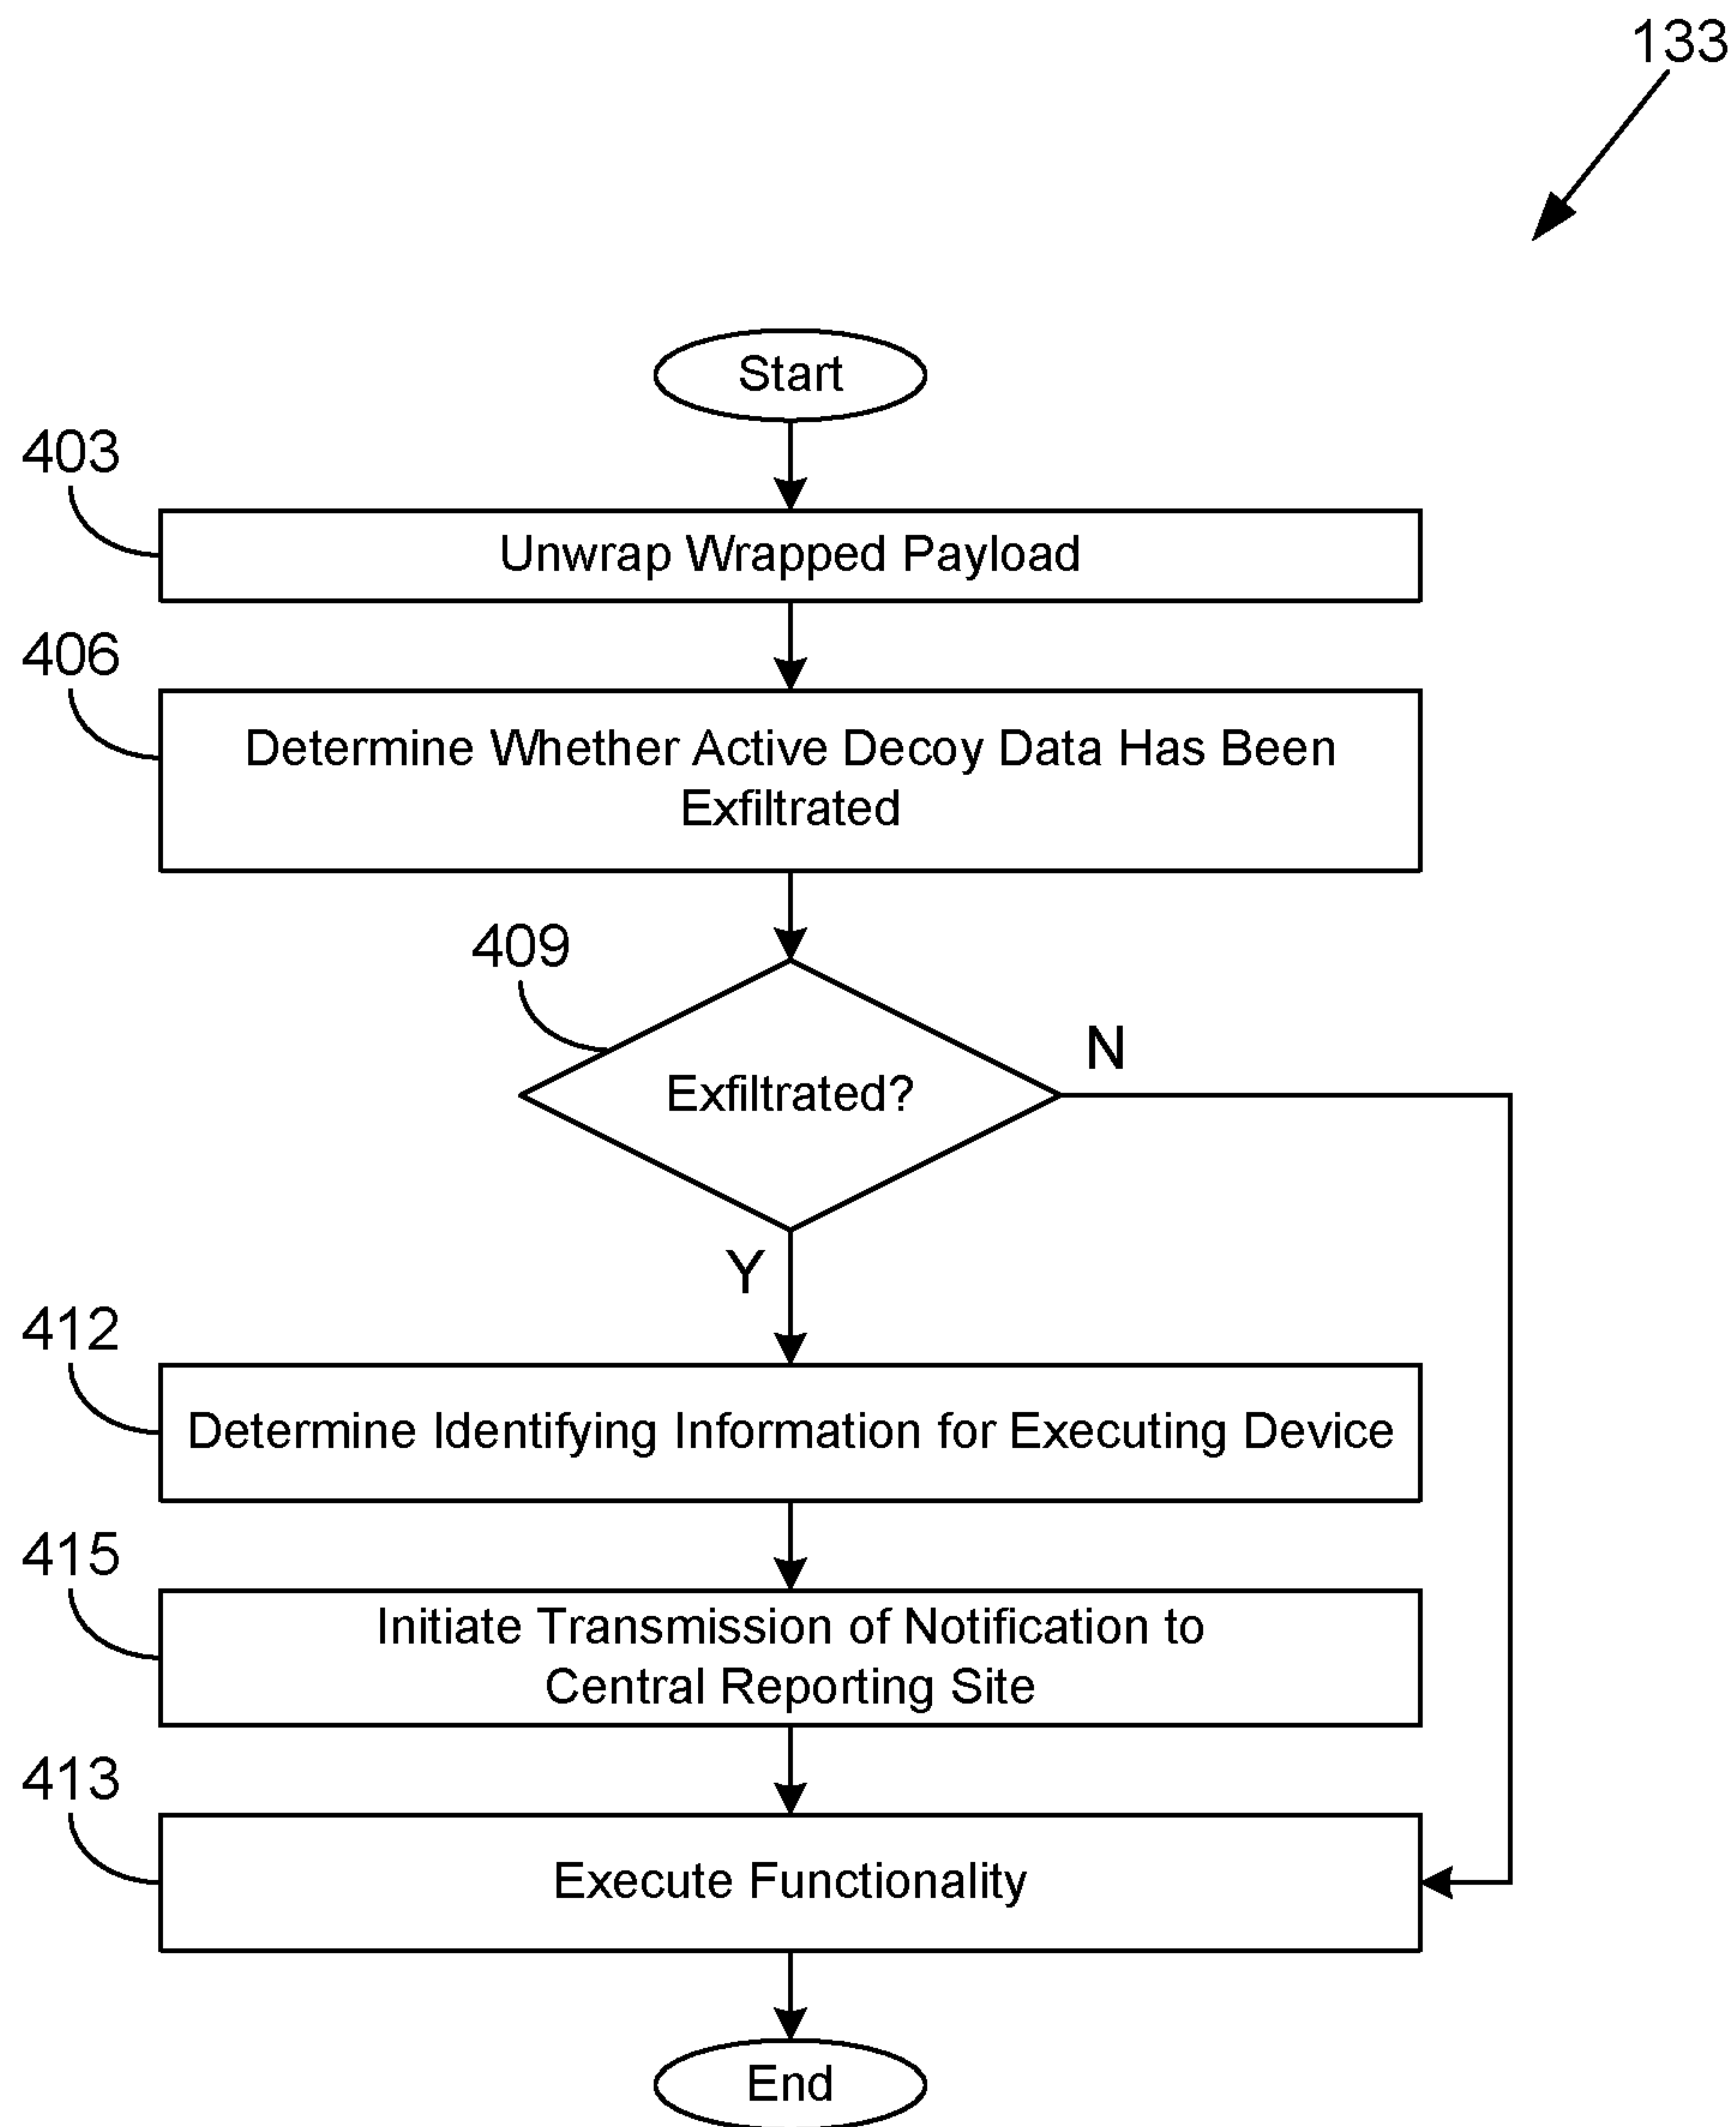 133
Start
403
Unwrap Wrapped Payload
406
Determine Whether Active Decoy Data Has Been
Exfiltrated
409
Exfiltrated?
N
Y
412
Determine Identifying Information for Executing Device
415
Initiate Transmission of Notification to
Central Reporting Site
413
Execute Functionality
End